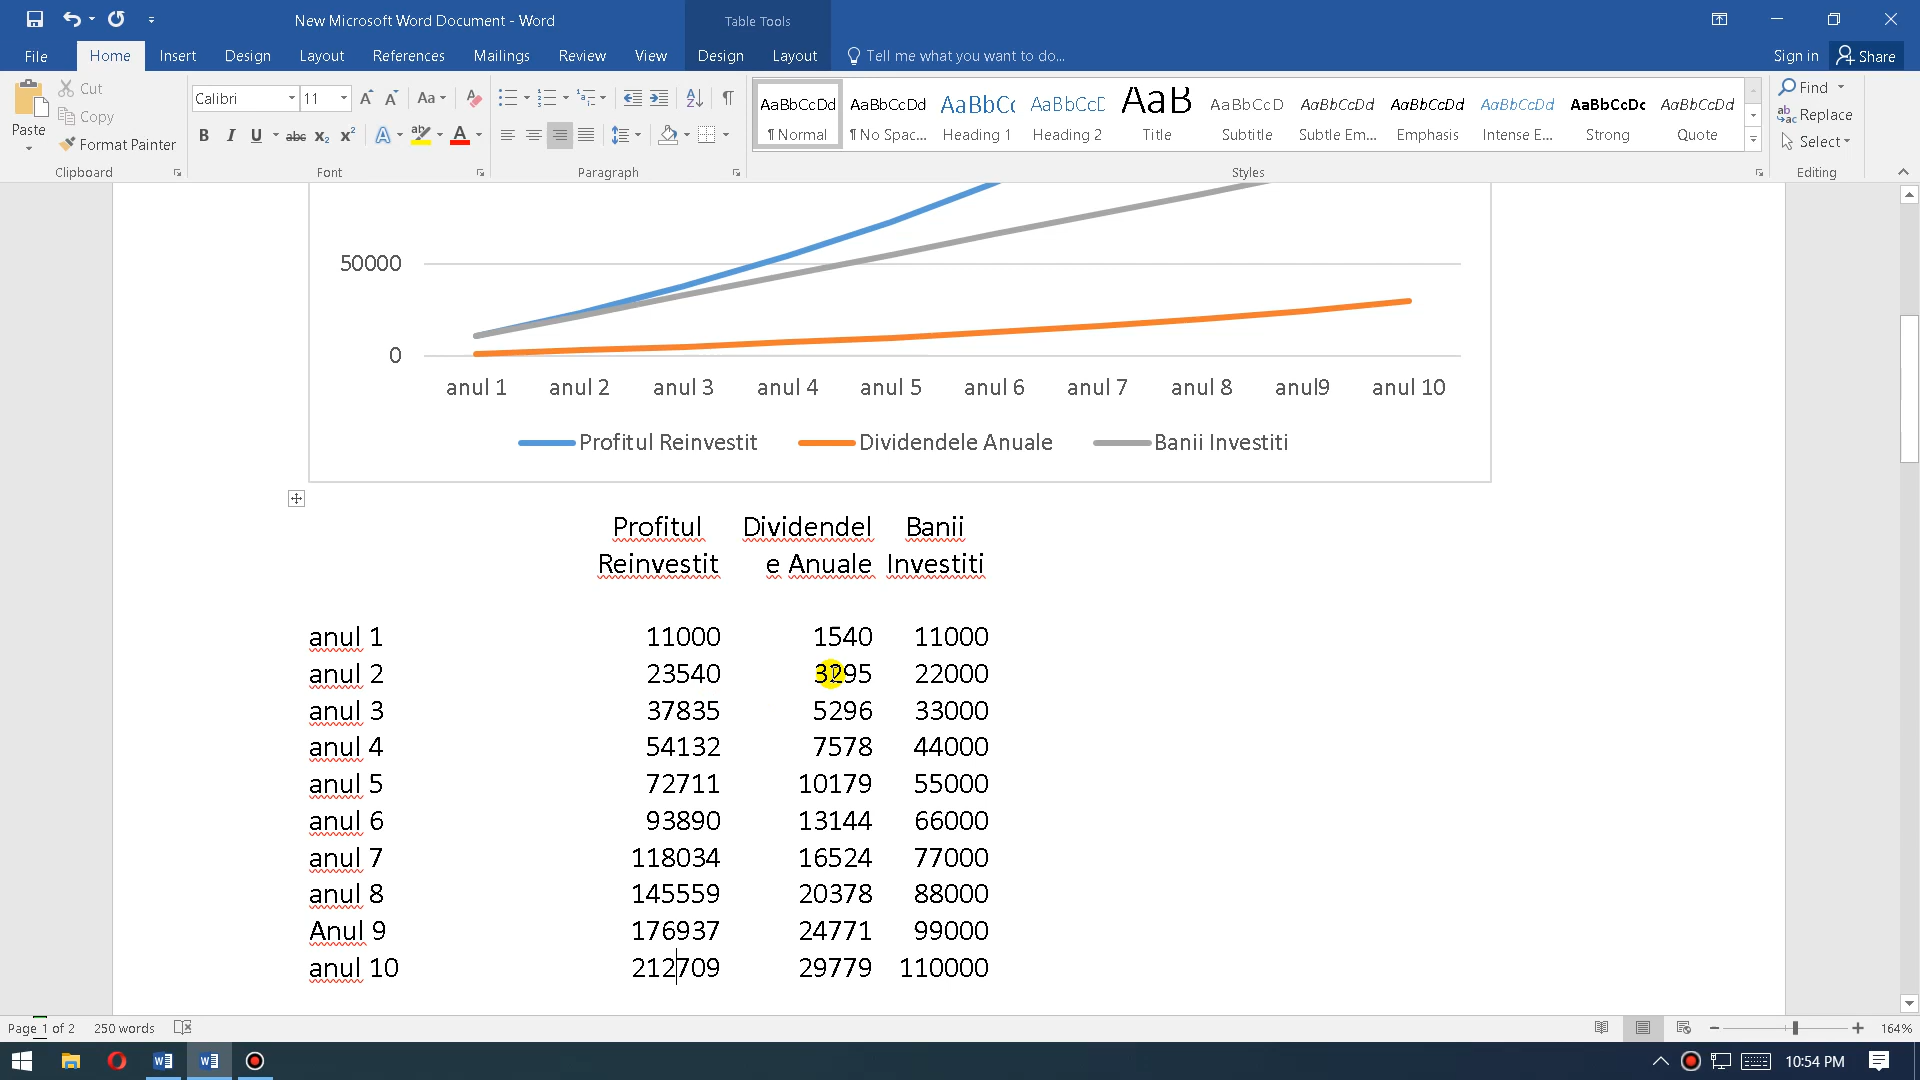 New Microsoft Word Document - Word
Table Tools
File Home Insert Design Layout References Mailings Review View Design Layout Tell me what you want to do... Sign in Share
Paste
Cut
Copy
Format Painter
Clipboard
Calibri 11
Font
Paragraph
AaBbCcDd AaBbCcDd AaBbCc AaBbCcD AaB AaBbCcD AaBbCcDd AaBbCcDd AaBbCcDd AaBbCcDc AaBbCcDd
¶ Normal ¶ No Spac... Heading 1 Heading 2 Title Subtitle Subtle Em... Emphasis Intense E... Strong Quote
Styles
Find
Replace
Select
Editing
50000
0
anul 1 anul 2 anul 3 anul 4 anul 5 anul 6 anul 7 anul 8 anul9 anul 10
Profitul Reinvestit Dividendele Anuale Banii Investiti
Profitul Dividendel Banii
Reinvestit e Anuale Investiti
anul 1 11000 1540 11000
anul 2 23540 3295 22000
anul 3 37835 5296 33000
anul 4 54132 7578 44000
anul 5 72711 10179 55000
anul 6 93890 13144 66000
anul 7 118034 16524 77000
anul 8 145559 20378 88000
Anul 9 176937 24771 99000
anul 10 212709 29779 110000
Page 1 of 2 250 words 164%
10:54 PM